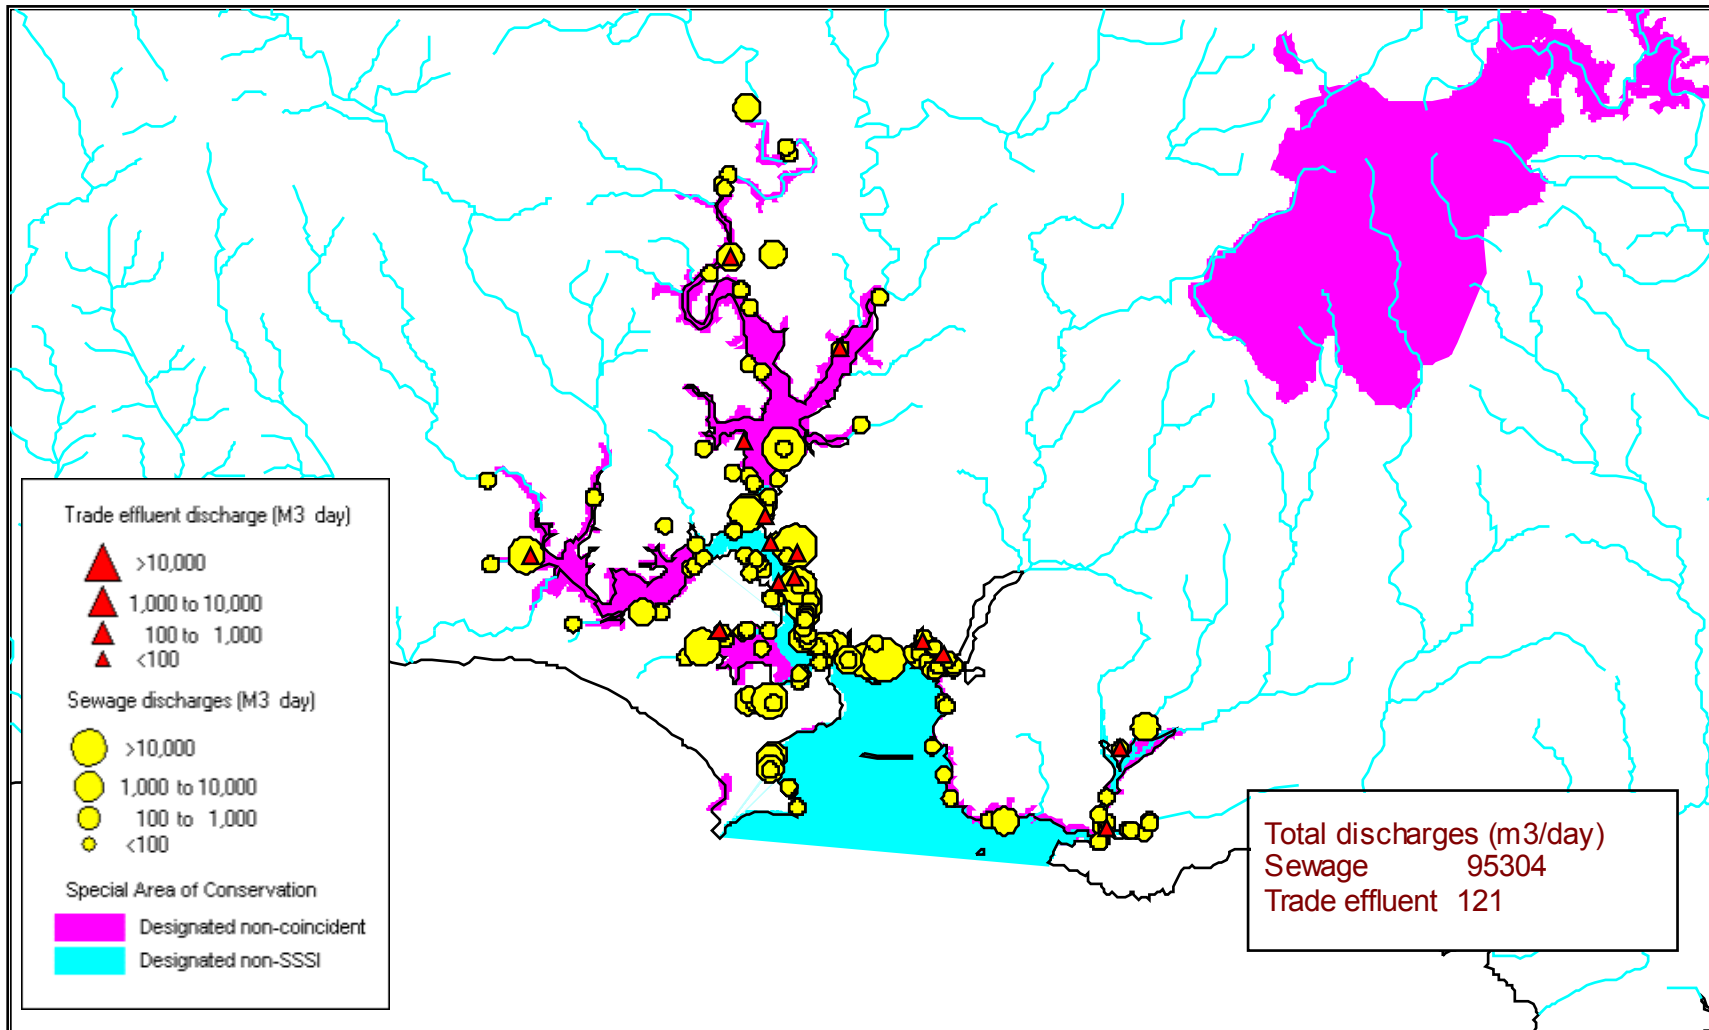 Trade effluent discharge (M3 day)
>10,000
1,000 to 10,000
100 to 1,000
<100
Sewage discharges (M3 day)
>10,000
1,000 to 10,000
100 to 1,000
<100
Special Area of Conservation
Designated non-coincident
Designated non-SSSI
Total discharges (m3/day)
Sewage 95304
Trade effluent 121